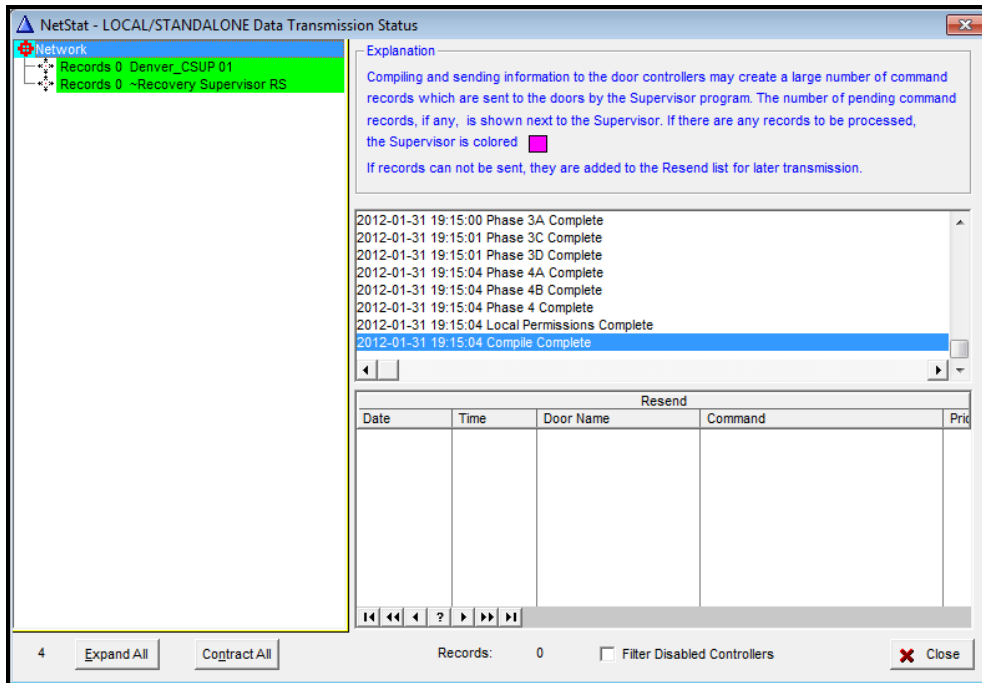 NetStat - LOCAL/STANDALONE Data Transmission Status
Network
Records 0 Denver_CSUP 01
Records 0 ~Recovery Supervisor RS
Explanation
Compiling and sending information to the door controllers may create a large number of command
records which are sent to the doors by the Supervisor program. The number of pending command
records, if any, is shown next to the Supervisor. If there are any records to be processed,
the Supervisor is colored
If records can not be sent, they are added to the Resend list for later transmission.
2012-01-31 19:15:00 Phase 3A Complete
2012-01-31 19:15:01 Phase 3C Complete
2012-01-31 19:15:01 Phase 3D Complete
2012-01-31 19:15:04 Phase 4A Complete
2012-01-31 19:15:04 Phase 4B Complete
2012-01-31 19:15:04 Phase 4 Complete
2012-01-31 19:15:04 Local Permissions Complete
2012-01-31 19:15:04 Compile Complete
Resend
Date Time Door Name Command Pric
?
4 Expand All Contract All Records: 0 Filter Disabled Controllers Close